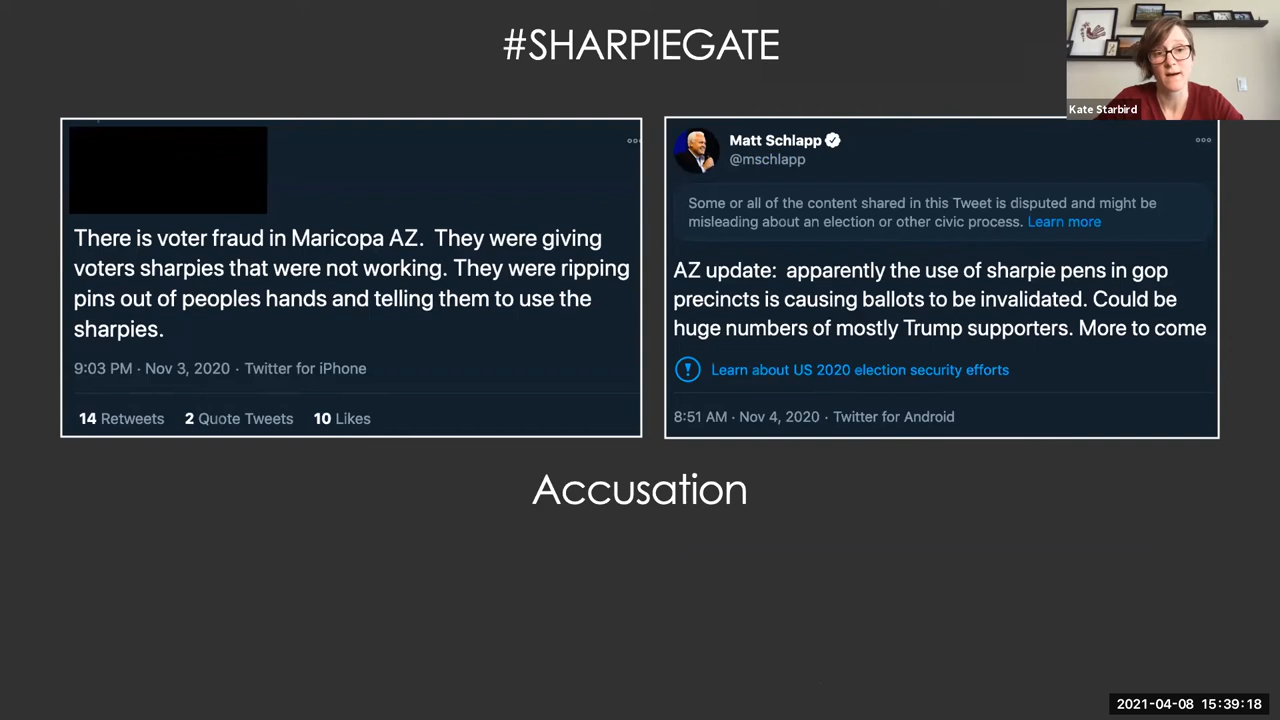 #SHARPIEGATE
Kate Starbird
There is voter fraud in Maricopa AZ. They were giving
voters sharpies that were not working. They were ripping
pins out of peoples hands and telling them to use the
sharpies.
9:03 PM · Nov 3, 2020 · Twitter for iPhone
14 Retweets 2 Quote Tweets 10 Likes
Matt Schlapp
@mschlapp
Some or all of the content shared in this Tweet is disputed and might be
misleading about an election or other civic process. Learn more
AZ update: apparently the use of sharpie pens in gop
precincts is causing ballots to be invalidated. Could be
huge numbers of mostly Trump supporters. More to come
Learn about US 2020 election security efforts
8:51 AM · Nov 4, 2020 · Twitter for Android
Accusation
2021-04-08 15:39:18